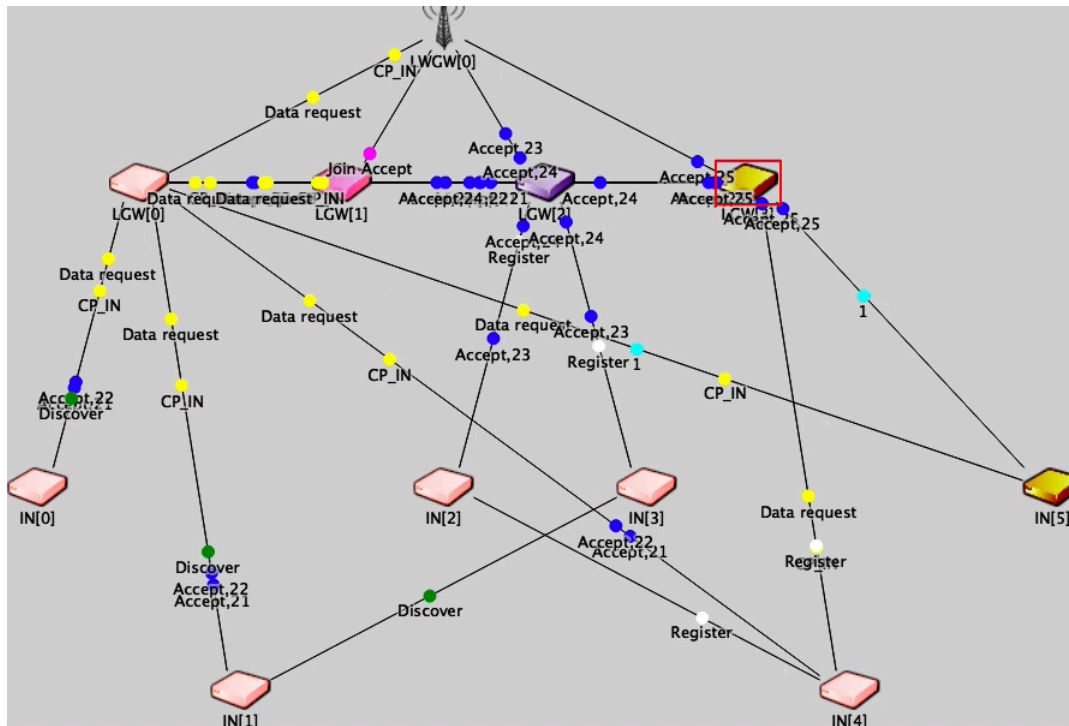 LWGW[0]
CP_IN
Data request
Accept,23
Join Accept
Accept,24
Accept,25
LGW[0]
LGW[1]
LGW[2]
Accept,24
Accept,25
Accept,25
Data request
Register
Accept,24
CP_IN
Data request
Data request
Data request
Accept,23
Accept,23
Register
1
1
CP_IN
CP_IN
CP_IN
Accept,22
Discover
IN[0]
IN[2]
IN[3]
IN[5]
Data request
Accept,22
Accept,21
Register
Discover
Accept,22
Accept,21
Discover
Register
IN[1]
IN[4]